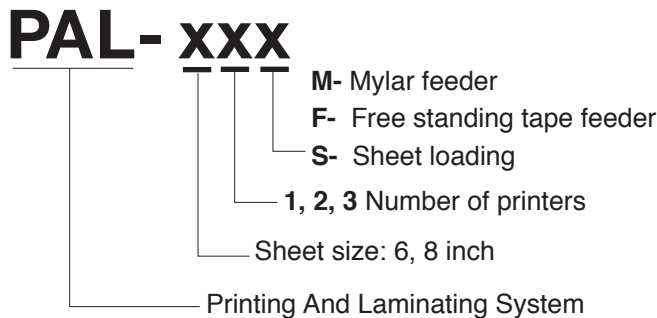 PAL- xxx
M- Mylar feeder
F- Free standing tape feeder
S- Sheet loading
1, 2, 3 Number of printers
Sheet size: 6, 8 inch
Printing And Laminating System